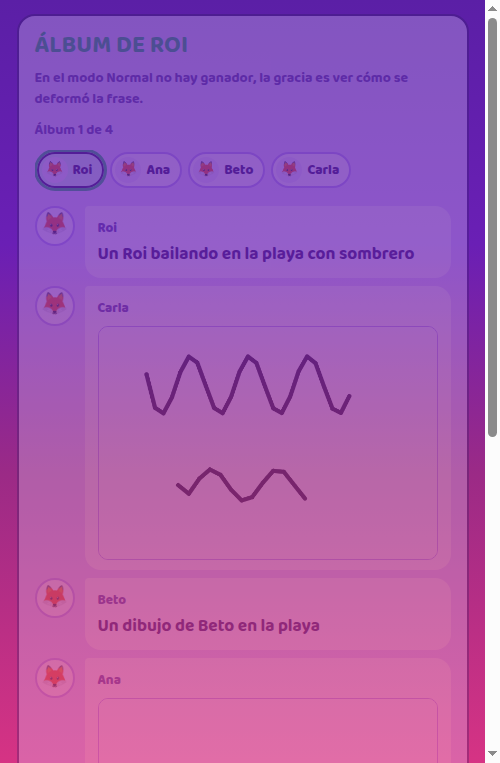 ÁLBUM DE ROI
En el modo Normal no hay ganador, la gracia es ver cómo se
deformó la frase.
Álbum 1 de 4
Roi
Ana
Beto
Carla
Roi
Un Roi bailando en la playa con sombrero
Carla
Beto
Un dibujo de Beto en la playa
Ana